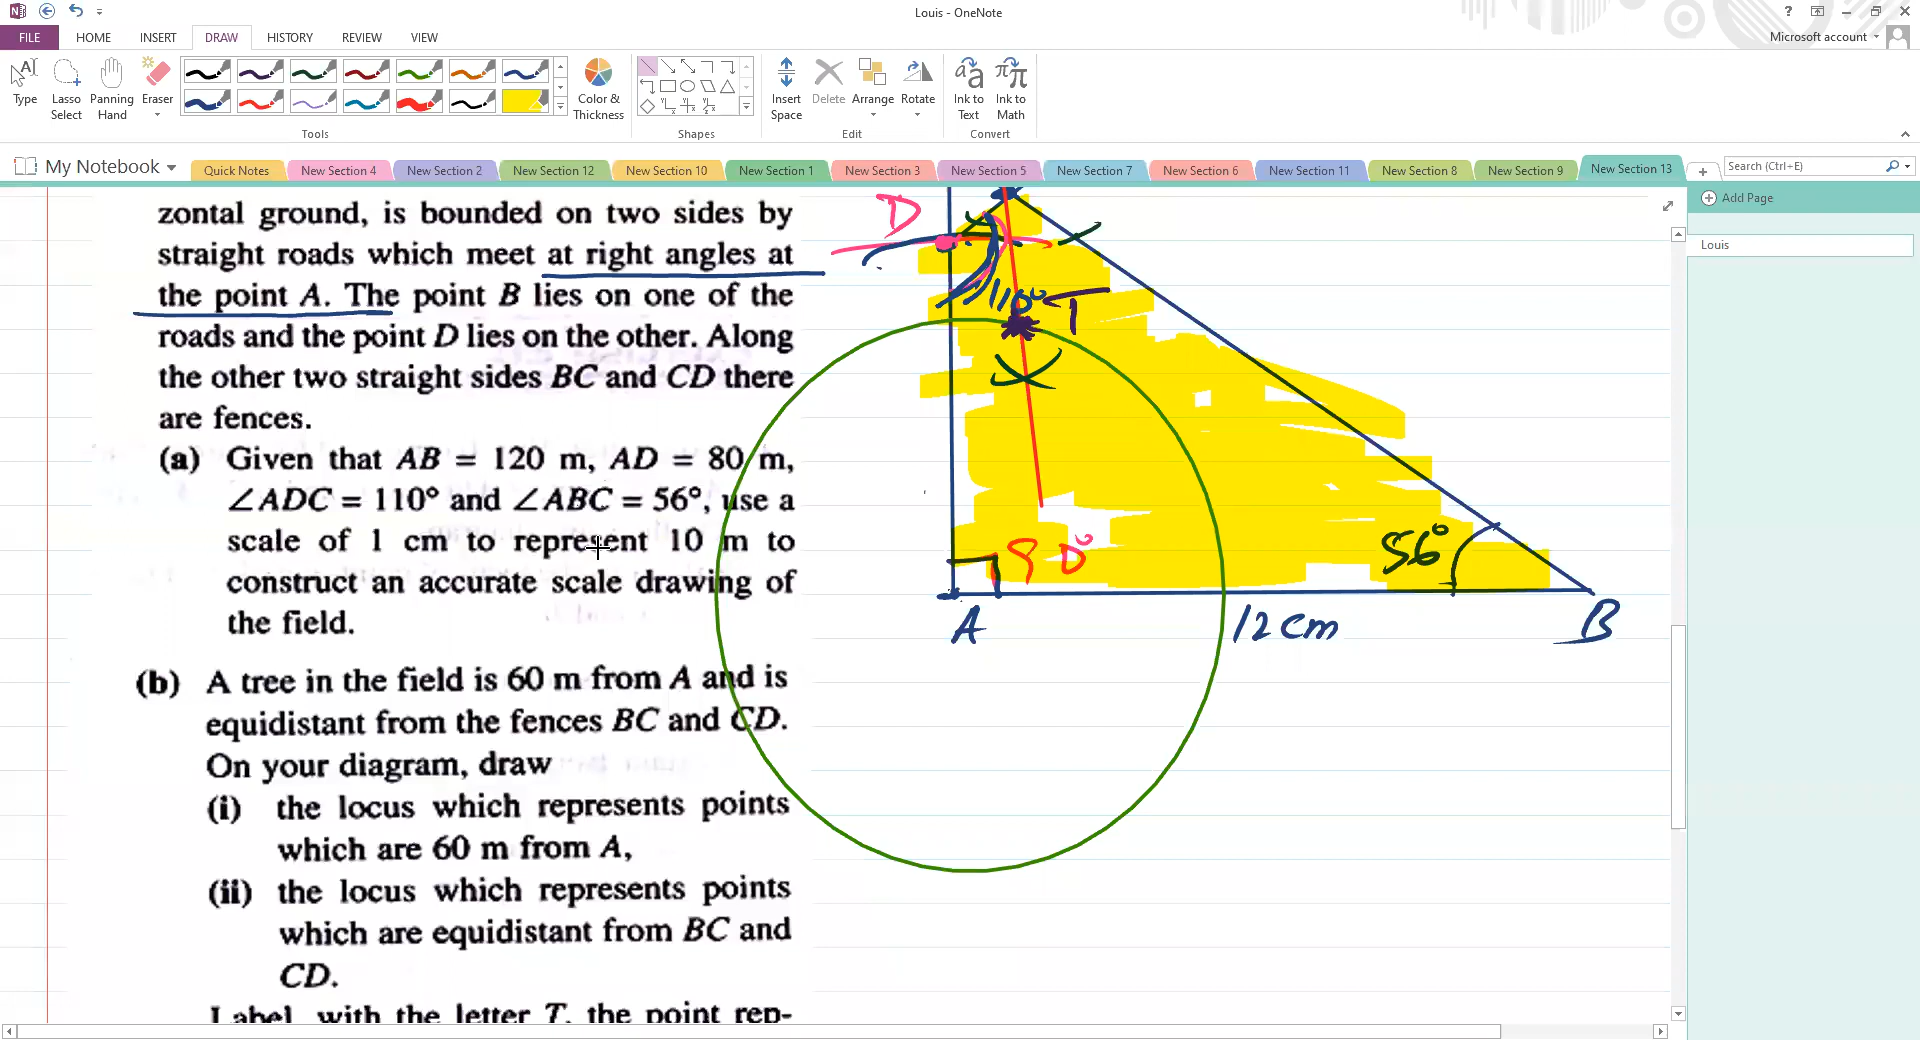 Louis - OneNote
FILE HOME INSERT DRAW HISTORY REVIEW VIEW
Microsoft account
Type
Lasso Select
Panning Hand
Eraser
Color & Thickness
Insert Space
Delete
Arrange
Rotate
Ink to Text
Ink to Math
Tools Shapes Edit Convert
My Notebook Quick Notes New Section 4 New Section 2 New Section 12 New Section 10 New Section 1 New Section 3 New Section 5 New Section 7 New Section 6 New Section 11 New Section 8 New Section 9 New Section 13
Search (Ctrl+E)
Add Page
Louis
zontal ground, is bounded on two sides by
straight roads which meet at right angles at
the point A. The point B lies on one of the
roads and the point D lies on the other. Along
the other two straight sides BC and CD there
are fences.
(a) Given that AB = 120 m, AD = 80 m,
∠ADC = 110° and ∠ABC = 56°, use a
scale of 1 cm to represent 10 m to
construct an accurate scale drawing of
the field.
(b) A tree in the field is 60 m from A and is
equidistant from the fences BC and CD.
On your diagram, draw
(i) the locus which represents points
which are 60 m from A,
(ii) the locus which represents points
which are equidistant from BC and
CD.
Label, with the letter T, the point rep-
D
110°
T
90°
56°
A
12 cm
B